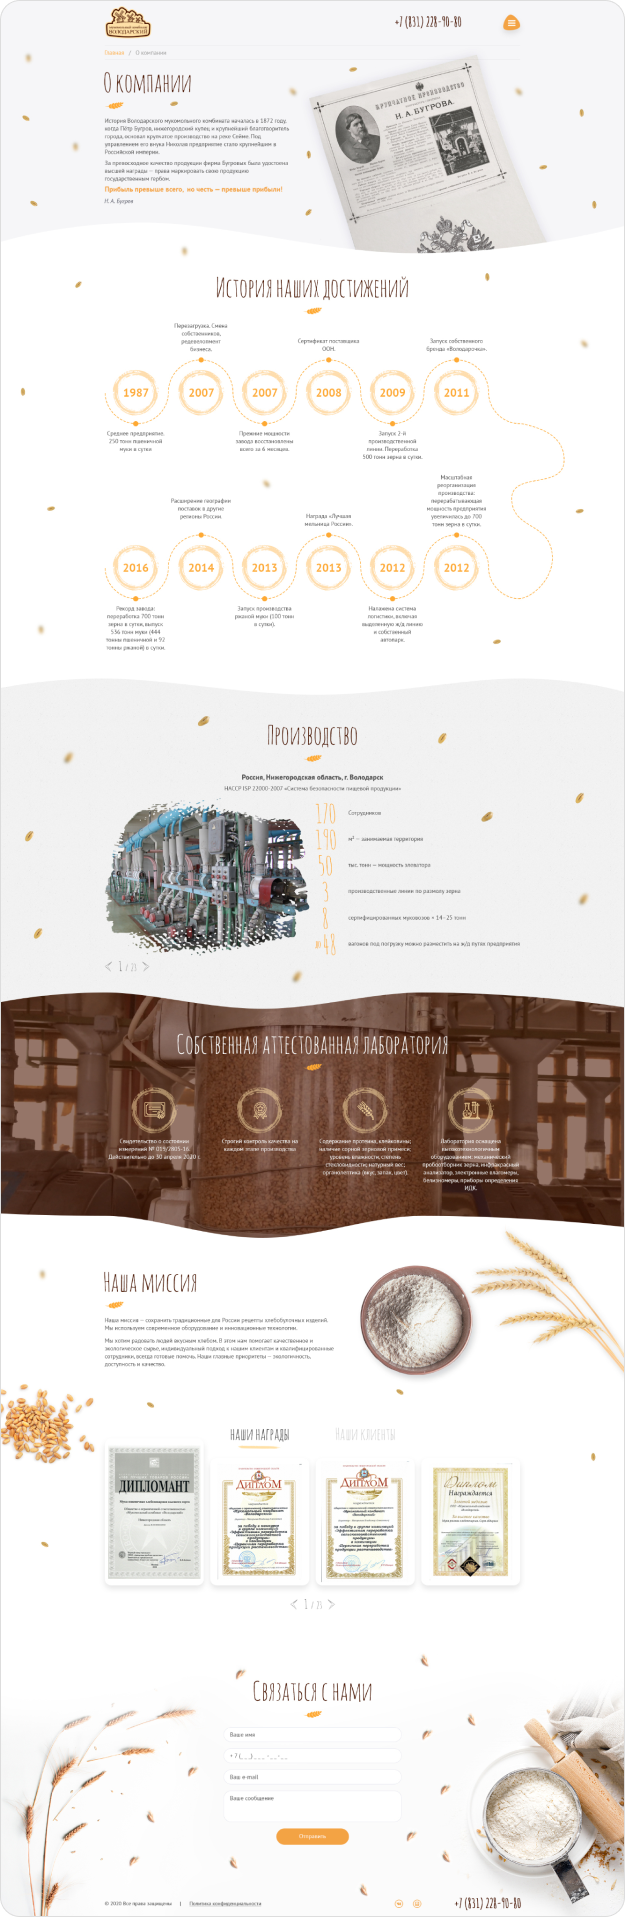 ВОЛОДАРСКИЙ
+7 (831) 228-90-80
Главная / О компании
О компании
История Володарского мукомольного комбината началась в 1872 году,
когда Пётр Бугров, нижегородский купец и крупнейший благотворитель
города, основал крупчатое производство на реке Сейме. Под
управлением его внука Николая предприятие стало крупнейшим в
Российской империи.
За превосходное качество продукции фирма Бугровых была удостоена
высшей награды — права маркировать свою продукцию
государственным гербом.
Прибыль превыше всего, но честь — превыше прибыли!
Н. А. Бугров
КРУПЧАТОЕ ПРОИЗВОДСТВО
Н. А. БУГРОВА.
История наших достижений
Перезагрузка. Смена
собственников,
редевелопмент
бизнеса.
Сертификат поставщика
ООН.
Запуск собственного
бренда «Володарочка».
1987
2007
2007
2008
2009
2011
Среднее предприятие.
250 тонн пшеничной
муки в сутки
Прежние мощности
завода восстановлены
всего за 6 месяцев.
Запуск 2-й
производственной
линии. Переработка
500 тонн зерна в сутки.
Расширение географии
поставок в другие
регионы России.
Награда «Лучшая
мельница России».
Масштабная
реорганизация
производства:
перерабатывающая
мощность предприятия
увеличилась до 700
тонн зерна в сутки.
2016
2014
2013
2013
2012
2012
Рекорд завода:
переработка 700 тонн
зерна в сутки, выпуск
536 тонн муки (444
тонны пшеничной и 92
тонны ржаной) в сутки.
Запуск производства
ржаной муки (100 тонн
в сутки).
Налажена система
логистики, включая
выделенную ж/д линию
и собственный
автопарк.
Производство
Россия, Нижегородская область, г. Володарск
HACCP ISP 22000-2007 «Система безопасности пищевой продукции»
170 Сотрудников
190 м² — занимаемая территория
50 тыс. тонн — мощность элеватора
3 производственные линии по размолу зерна
8 сертифицированных муковозов × 14–25 тонн
до 48 вагонов под погрузку можно разместить на ж/д путях предприятия
1 / 21
Собственная аттестованная лаборатория
Свидетельство о состоянии
измерений № 019/2805-16.
Действительно до 30 апреля 2020 г.
Строгий контроль качества на
каждом этапе производства
Содержание протеина, клейковины;
наличие сорной зерновой примеси;
уровень влажности; степень
стекловидности; натурный вес;
органолептика (вкус, запах, цвет).
Лаборатория оснащена
высокотехнологичным
оборудованием: механический
пробоотборник зерна, инфракрасный
анализатор, электронные влагомеры,
белизномеры, приборы определения
ИДК.
Наша миссия
Наша миссия — сохранить традиционные для России рецепты хлебобулочных изделий.
Мы используем современное оборудование и инновационные технологии.
Мы хотим радовать людей вкусным хлебом. В этом нам помогает качественное и
экологическое сырье, индивидуальный подход к нашим клиентам и квалифицированные
сотрудники, всегда готовые помочь. Наши главные приоритеты — экологичность,
доступность и качество.
Наши награды
Наши клиенты
ДИПЛОМАНТ
ДИПЛОМ
ДИПЛОМ
Диплом
Награждается
1 / 21
Связаться с нами
Ваше имя
+ 7 (_ _ _) _ _ _ - _ _ - _ _
Ваш e-mail
Ваше сообщение
Отправить
© 2020 Все права защищены | Политика конфиденциальности
+7 (831) 228-90-80